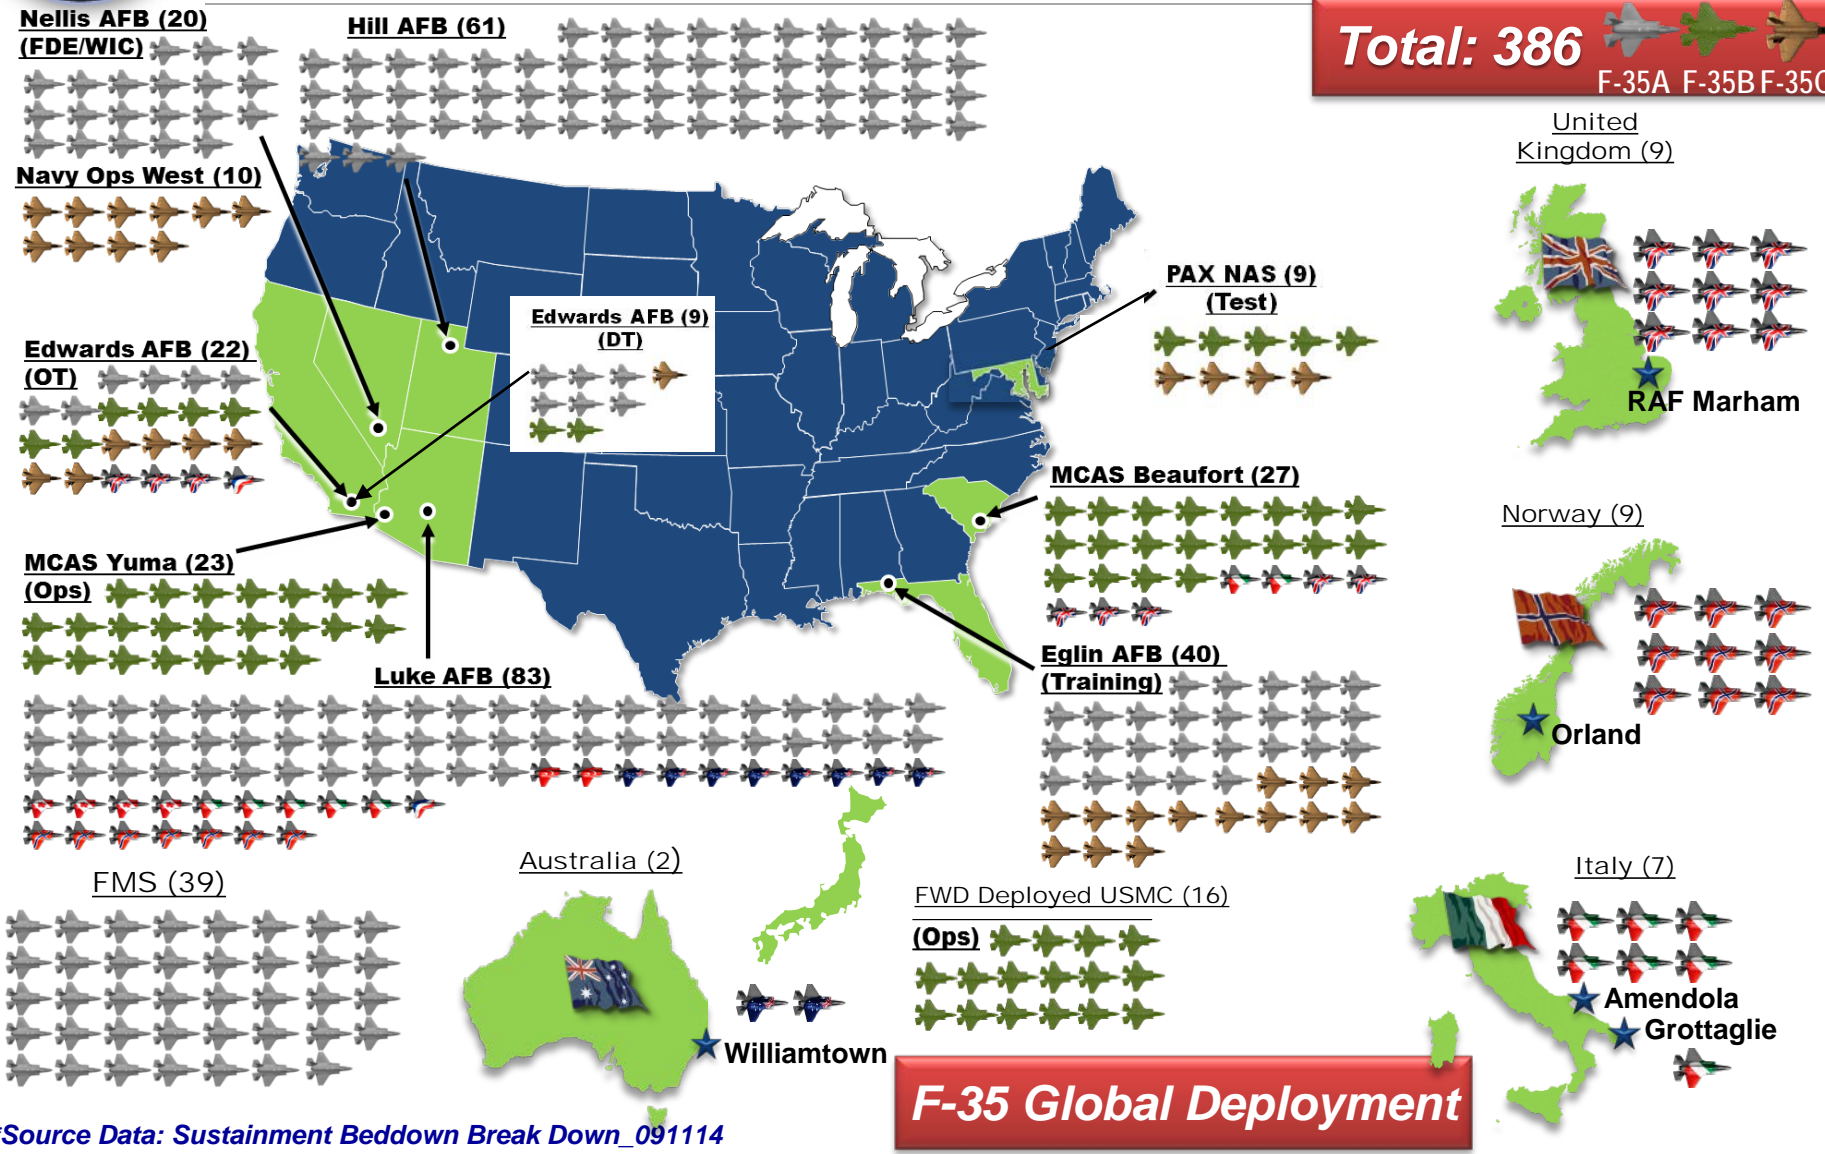 Nellis AFB (20)
(FDE/WIC)
Hill AFB (61)
Total: 386
F-35A F-35B F-35C
United
Kingdom (9)
Navy Ops West (10)
PAX NAS (9)
(Test)
Edwards AFB (9)
(DT)
Edwards AFB (22)
(OT)
RAF Marham
MCAS Beaufort (27)
Norway (9)
MCAS Yuma (23)
(Ops)
Eglin AFB (40)
(Training)
Luke AFB (83)
Orland
Australia (2)
Italy (7)
FMS (39)
FWD Deployed USMC (16)
(Ops)
Amendola
Grottaglie
Williamtown
F-35 Global Deployment
*Source Data: Sustainment Beddown Break Down_091114